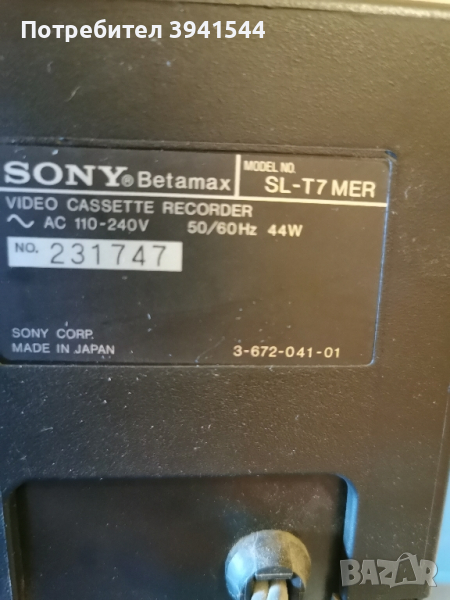 Потребител 3941544
SONY® Betamax MODEL NO. SL-T7 MER
VIDEO CASSETTE RECORDER
~ AC 110-240V 50/60Hz 44W
NO. 231747
SONY CORP.
MADE IN JAPAN 3-672-041-01
BAZAR